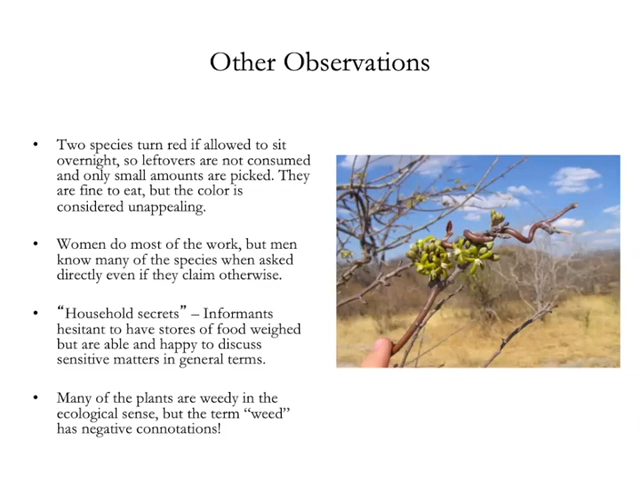 Other Observations
• Two species turn red if allowed to sit
overnight, so leftovers are not consumed
and only small amounts are picked. They
are fine to eat, but the color is
considered unappealing.
• Women do most of the work, but men
know many of the species when asked
directly even if they claim otherwise.
• “Household secrets” – Informants
hesitant to have stores of food weighed
but are able and happy to discuss
sensitive matters in general terms.
• Many of the plants are weedy in the
ecological sense, but the term “weed”
has negative connotations!